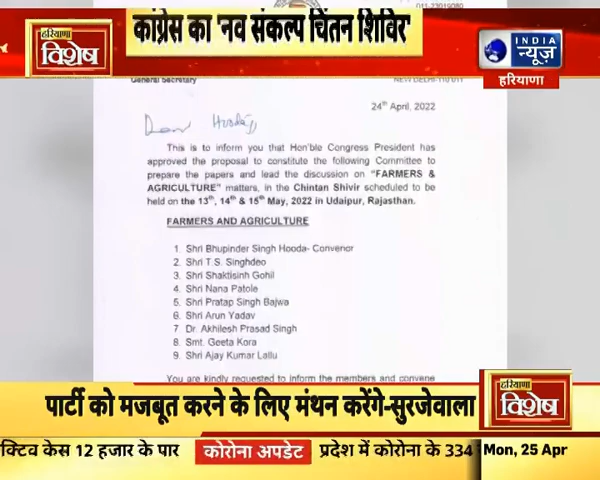 011-23019080
कांग्रेस का 'नव संकल्प चिंतन शिविर'
हरियाणा
विशेष
INDIA
न्यूज़
हरियाणा
General Secretary
NEW DELHI-110 011
24th April, 2022
Dear Hoodaji
This is to inform you that Hon'ble Congress President has
approved the proposal to constitute the following Committee to
prepare the papers and lead the discussion on "FARMERS &
AGRICULTURE" matters, in the Chintan Shivir scheduled to be
held on the 13th, 14th & 15th May, 2022 in Udaipur, Rajasthan.
FARMERS AND AGRICULTURE
1. Shri Bhupinder Singh Hooda- Convenor
2. Shri T.S. Singhdeo
3. Shri Shaktisinh Gohil
4. Shri Nana Patole
5. Shri Pratap Singh Bajwa
6. Shri Arun Yadav
7. Dr. Akhilesh Prasad Singh
8. Smt. Geeta Kora
9. Shri Ajay Kumar Lallu
You are kindly requested to inform the members and convene
पार्टी को मजबूत करने के लिए मंथन करेंगे-सुरजेवाला
हरियाणा
विशेष
क्टिव केस 12 हजार के पार
कोरोना अपडेट
प्रदेश में कोरोना के 334
Mon, 25 Apr